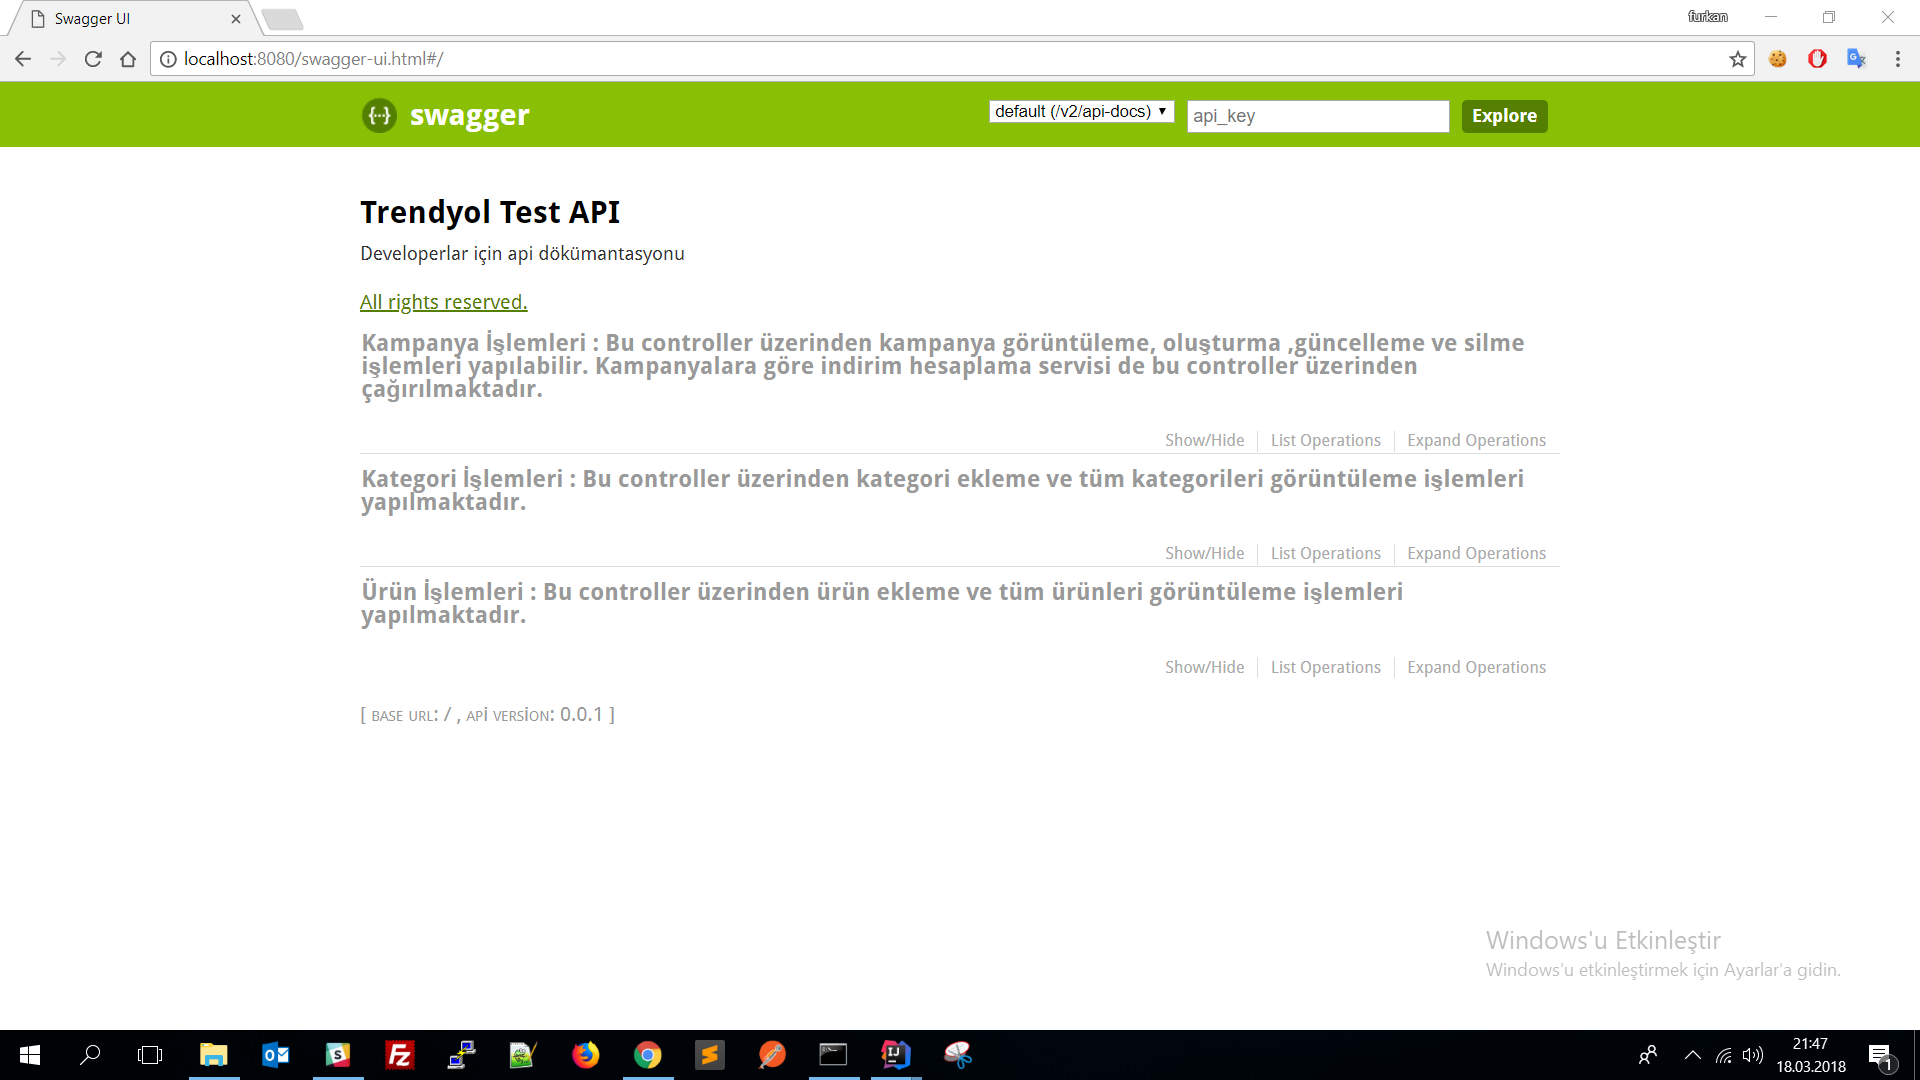 Swagger UI
furkan
localhost:8080/swagger-ui.html#/
swagger
default (/v2/api-docs)
api_key
Explore
Trendyol Test API
Developerlar için api dökümantasyonu
All rights reserved.
Kampanya İşlemleri : Bu controller üzerinden kampanya görüntüleme, oluşturma ,güncelleme ve silme
işlemleri yapılabilir. Kampanyalara göre indirim hesaplama servisi de bu controller üzerinden
çağırılmaktadır.
Show/Hide List Operations Expand Operations
Kategori İşlemleri : Bu controller üzerinden kategori ekleme ve tüm kategorileri görüntüleme işlemleri
yapılmaktadır.
Show/Hide List Operations Expand Operations
Ürün İşlemleri : Bu controller üzerinden ürün ekleme ve tüm ürünleri görüntüleme işlemleri
yapılmaktadır.
Show/Hide List Operations Expand Operations
[ BASE URL: / , APİ VERSİON: 0.0.1 ]
Windows'u Etkinleştir
Windows'u etkinleştirmek için Ayarlar'a gidin.
21:47
18.03.2018
1